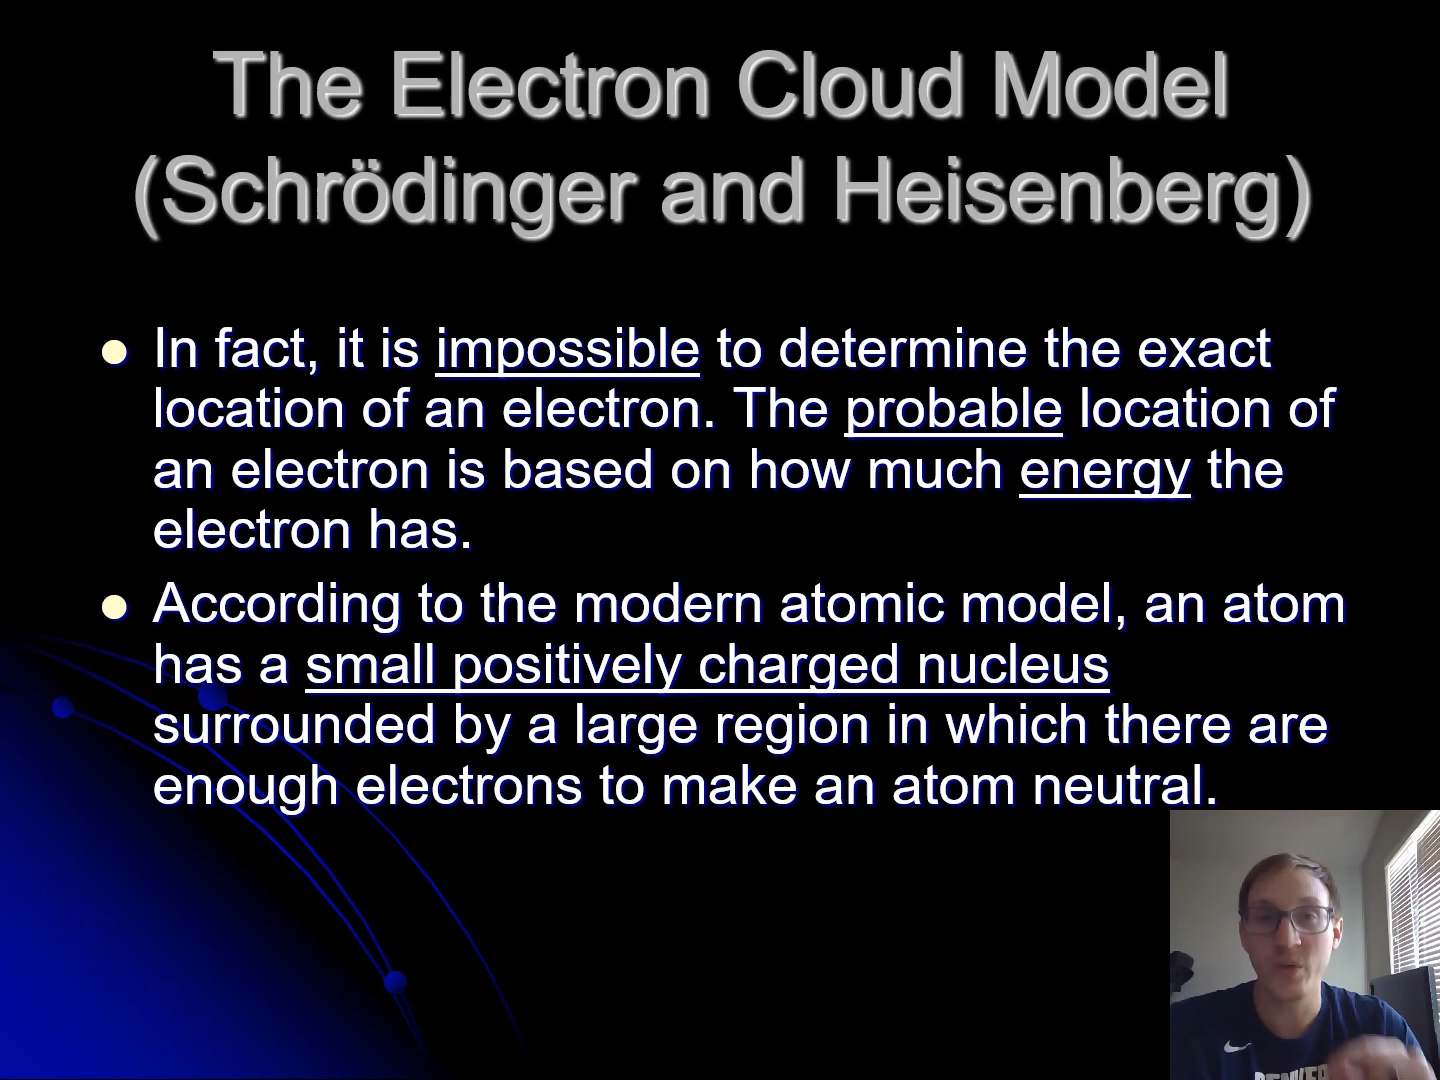 The Electron Cloud Model
(Schrödinger and Heisenberg)
In fact, it is impossible to determine the exact
location of an electron. The probable location of
an electron is based on how much energy the
electron has.
According to the modern atomic model, an atom
has a small positively charged nucleus
surrounded by a large region in which there are
enough electrons to make an atom neutral.